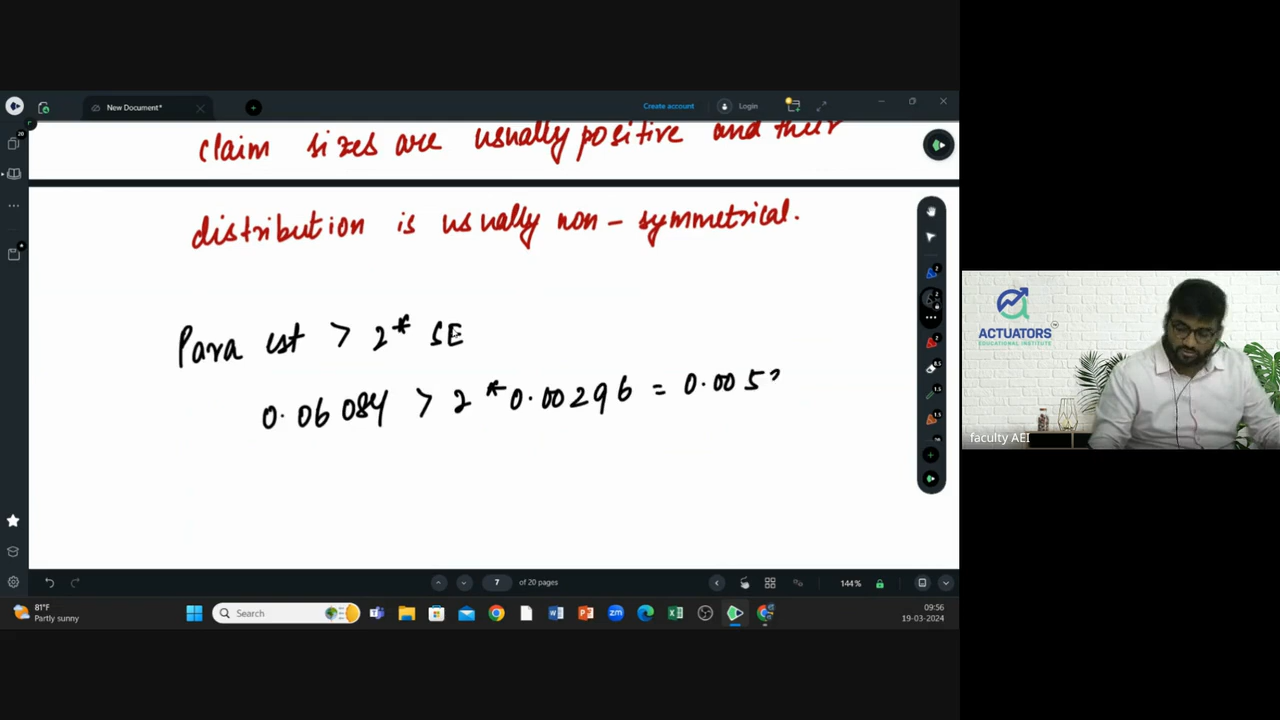 New Document*
Create account
Login
claim sizes are usually positive and their
distribution is usually non - symmetrical.
Para est > 2* SE
0.06084 > 2 * 0.00296 = 0.005
ACTUATORS
EDUCATIONAL INSTITUTE
faculty AEI
7 of 20 pages
144%
81°F
Partly sunny
Search
09:56
19-03-2024